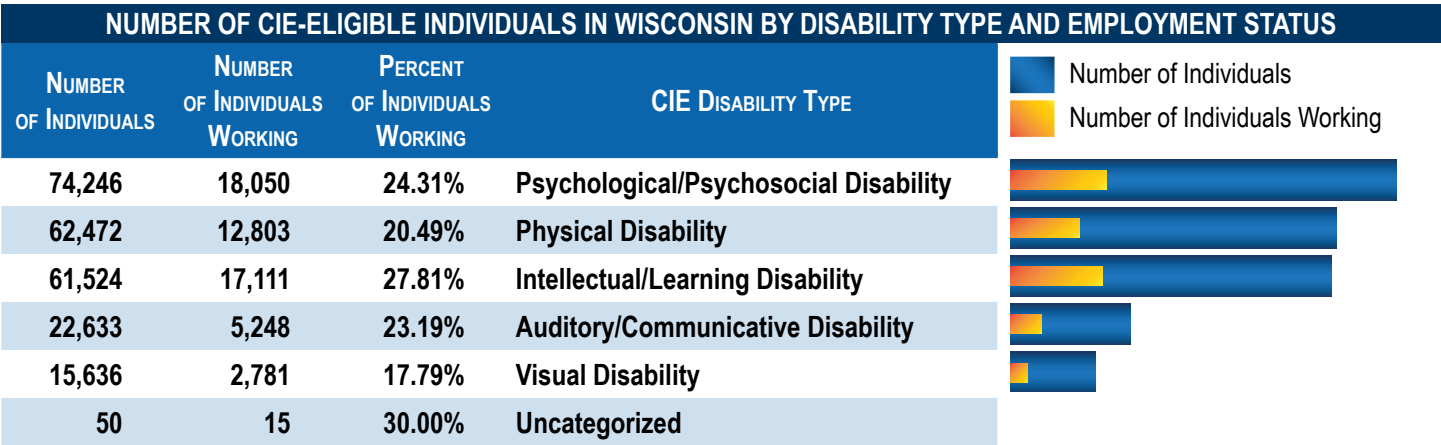 NUMBER OF CIE-ELIGIBLE INDIVIDUALS IN WISCONSIN BY DISABILITY TYPE AND EMPLOYMENT STATUS
NUMBER
OF INDIVIDUALS
NUMBER
OF INDIVIDUALS
WORKING
PERCENT
OF INDIVIDUALS
WORKING
CIE DISABILITY TYPE
Number of Individuals
Number of Individuals Working
74,246 18,050 24.31% Psychological/Psychosocial Disability
62,472 12,803 20.49% Physical Disability
61,524 17,111 27.81% Intellectual/Learning Disability
22,633 5,248 23.19% Auditory/Communicative Disability
15,636 2,781 17.79% Visual Disability
50 15 30.00% Uncategorized